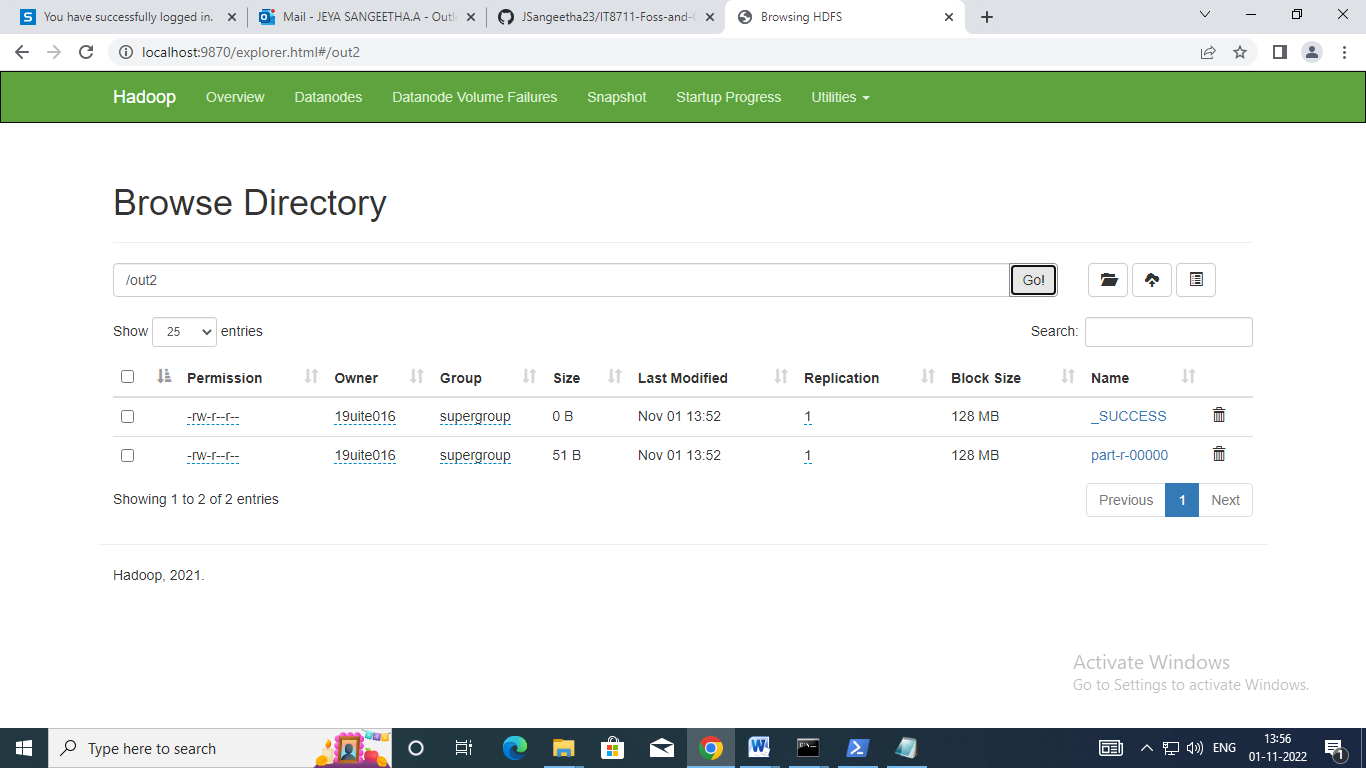 You have successfully logged in.
Mail - JEYA SANGEETHA.A - Outl
JSangeetha23/IT8711-Foss-and-C
Browsing HDFS
localhost:9870/explorer.html#/out2
Hadoop Overview Datanodes Datanode Volume Failures Snapshot Startup Progress Utilities
Browse Directory
/out2 Go!
Show 25 entries Search:
Permission Owner Group Size Last Modified Replication Block Size Name
-rw-r--r-- 19uite016 supergroup 0 B Nov 01 13:52 1 128 MB _SUCCESS
-rw-r--r-- 19uite016 supergroup 51 B Nov 01 13:52 1 128 MB part-r-00000
Showing 1 to 2 of 2 entries Previous 1 Next
Hadoop, 2021.
Activate Windows
Go to Settings to activate Windows.
Type here to search
ENG
13:56
01-11-2022
1